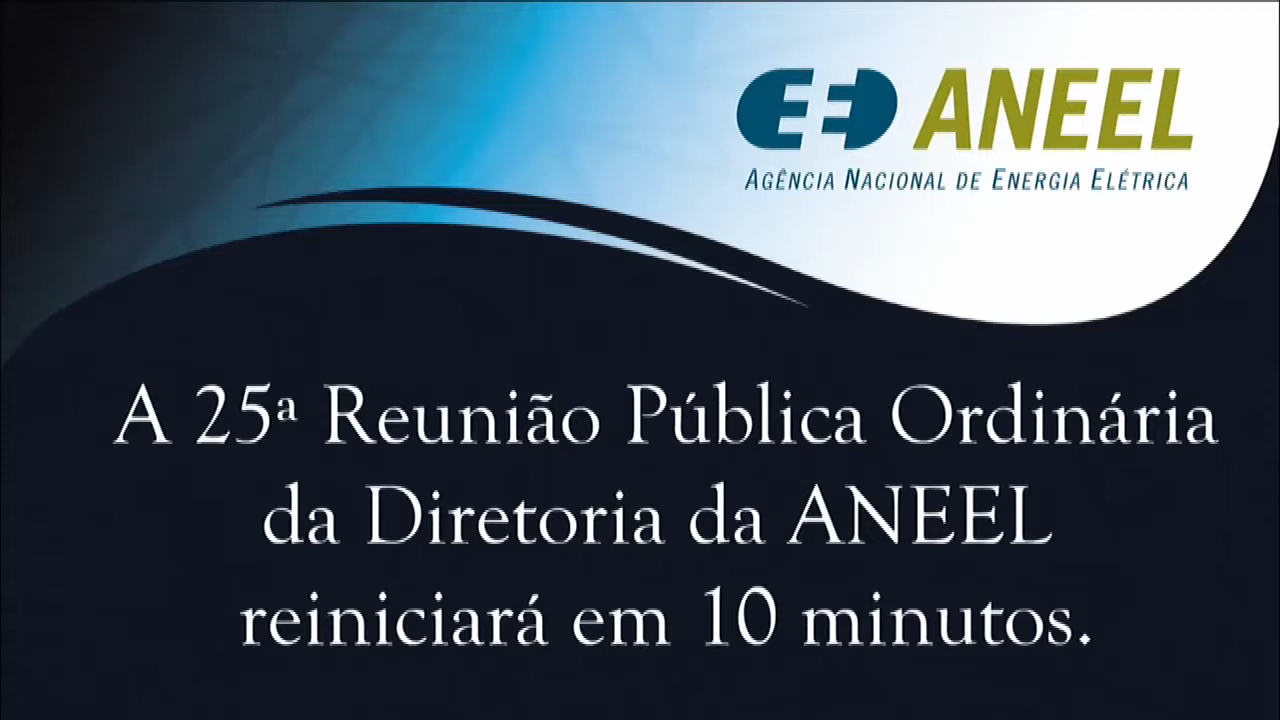 ANEEL
AGÊNCIA NACIONAL DE ENERGIA ELÉTRICA
A 25ª Reunião Pública Ordinária
da Diretoria da ANEEL
reiniciará em 10 minutos.